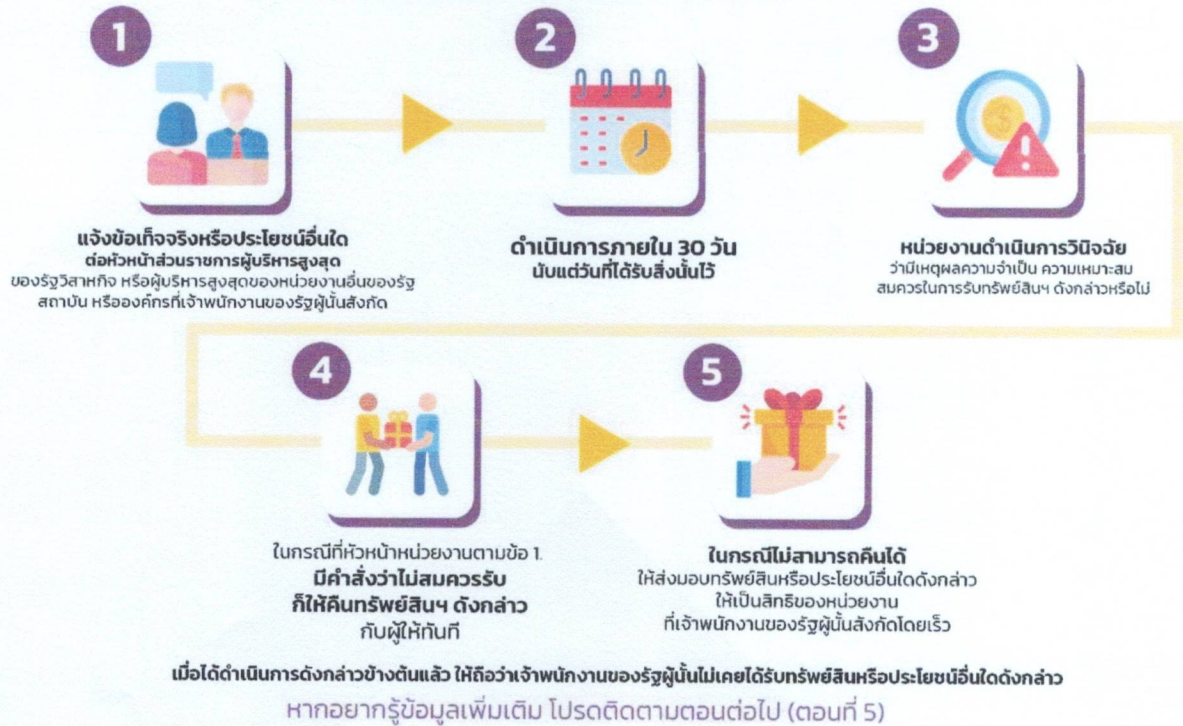 1
2
3
แจ้งข้อเท็จจริงหรือประโยชน์อื่นใด
ต่อหัวหน้าส่วนราชการผู้บริหารสูงสุด
ของรัฐวิสาหกิจ หรือผู้บริหารสูงสุดของหน่วยงานอื่นของรัฐ
สถาบัน หรือองค์กรที่เจ้าพนักงานของรัฐผู้นั้นสังกัด
ดำเนินการภายใน 30 วัน
นับแต่วันที่ได้รับสิ่งนั้นไว้
หน่วยงานดำเนินการวินิจฉัย
ว่ามีเหตุผลความจำเป็น ความเหมาะสม
สมควรในการรับทรัพย์สินฯ ดังกล่าวหรือไม่
4
5
ในกรณีที่หัวหน้าหน่วยงานตามข้อ 1.
มีคำสั่งว่าไม่สมควรรับ
ก็ให้คืนทรัพย์สินฯ ดังกล่าว
กับผู้ให้ทันที
ในกรณีไม่สามารถคืนได้
ให้ส่งมอบทรัพย์สินหรือประโยชน์อื่นใดดังกล่าว
ให้เป็นสิทธิของหน่วยงาน
ที่เจ้าพนักงานของรัฐผู้นั้นสังกัดโดยเร็ว
เมื่อได้ดำเนินการดังกล่าวข้างต้นแล้ว ให้ถือว่าเจ้าพนักงานของรัฐผู้นั้นไม่เคยได้รับทรัพย์สินหรือประโยชน์อื่นใดดังกล่าว
หากอยากรู้ข้อมูลเพิ่มเติม โปรดติดตามตอนต่อไป (ตอนที่ 5)